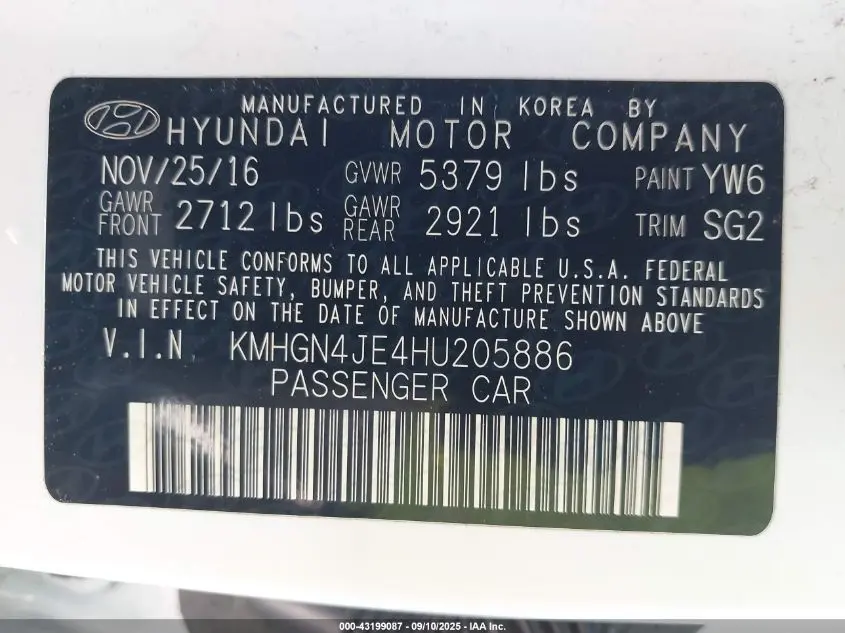 MANUFACTURED IN KOREA BY
HYUNDAI MOTOR COMPANY
NOV/25/16 GVWR 5379 lbs PAINT YW6
GAWR FRONT 2712 lbs GAWR REAR 2921 lbs TRIM SG2
THIS VEHICLE CONFORMS TO ALL APPLICABLE U.S.A. FEDERAL
MOTOR VEHICLE SAFETY, BUMPER, AND THEFT PREVENTION STANDARDS
IN EFFECT ON THE DATE OF MANUFACTURE SHOWN ABOVE
V.I.N KMHGN4JE4HU205886
PASSENGER CAR
000-43199087 - 09/10/2025 - IAA Inc.